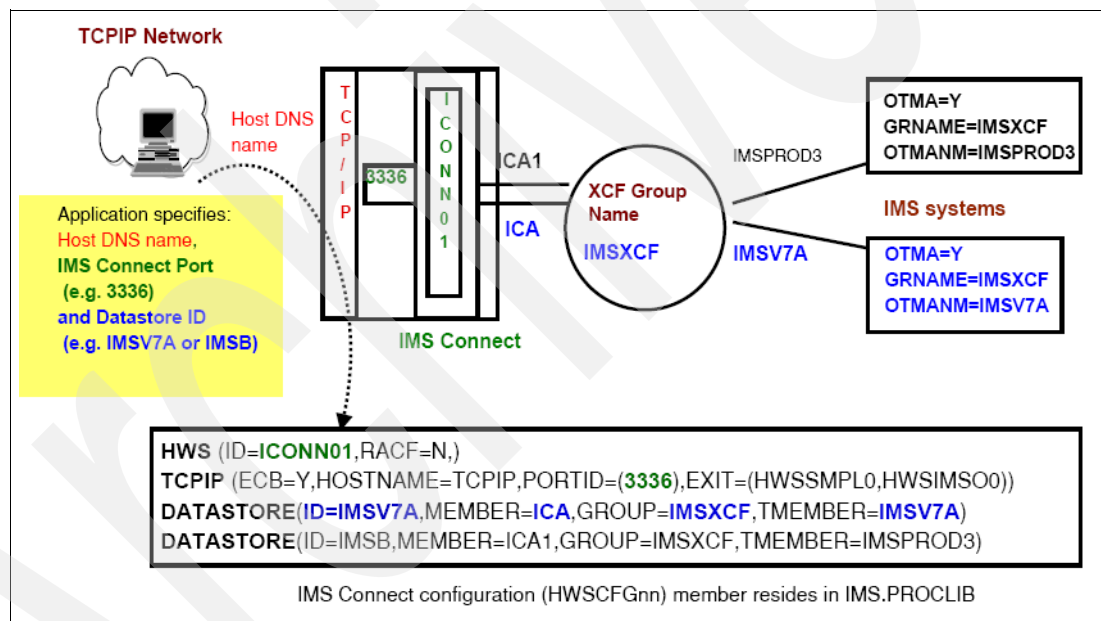 TCPIP Network
Host DNS
name
Application specifies:
Host DNS name,
IMS Connect Port
(e.g. 3336)
and Datastore ID
(e.g. IMSV7A or IMSB)
TCP/IP
3336
ICONN01
IMS Connect
ICA1
ICA
XCF Group
Name
IMSXCF
IMSPROD3
IMSV7A
OTMA=Y
GRNAME=IMSXCF
OTMANM=IMSPROD3
IMS systems
OTMA=Y
GRNAME=IMSXCF
OTMANM=IMSV7A
HWS (ID=ICONN01,RACF=N,)
TCPIP (ECB=Y,HOSTNAME=TCPIP,PORTID=(3336),EXIT=(HWSSMPL0,HWSIMSO0))
DATASTORE(ID=IMSV7A,MEMBER=ICA,GROUP=IMSXCF,TMEMBER=IMSV7A)
DATASTORE(ID=IMSB,MEMBER=ICA1,GROUP=IMSXCF,TMEMBER=IMSPROD3)
IMS Connect configuration (HWSCFGnn) member resides in IMS.PROCLIB